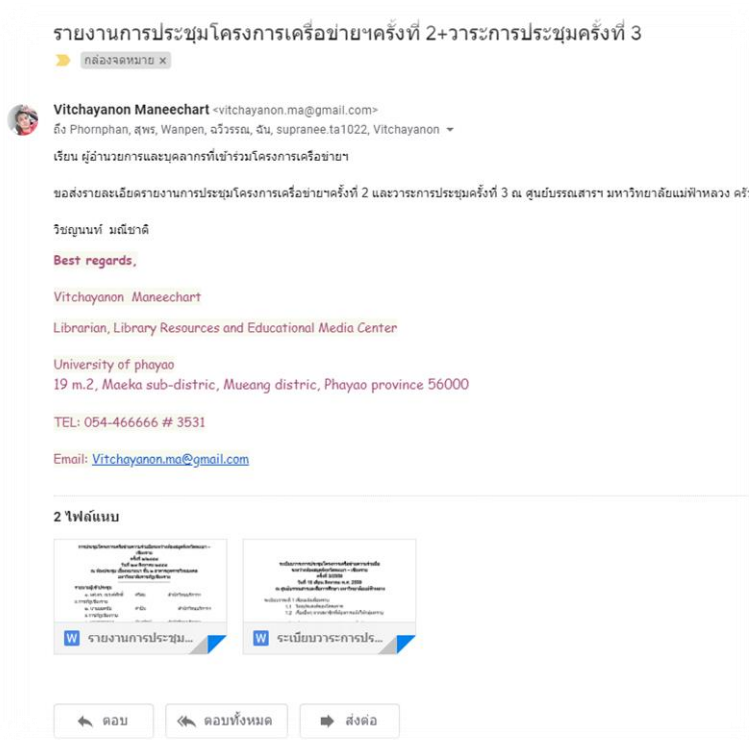 รายงานการประชุมโครงการเครือข่ายฯครั้งที่ 2+วาระการประชุมครั้งที่ 3
กล่องจดหมาย ×
Vitchayanon Maneechart <vitchayanon.ma@gmail.com>
ถึง Phornphan, สุพร, Wanpen, ฉวีวรรณ, ฉัน, supranee.ta1022, Vitchayanon
เรียน ผู้อำนวยการและบุคลากรที่เข้าร่วมโครงการเครือข่ายฯ
ขอส่งรายละเอียดรายงานการประชุมโครงการเครือข่ายฯครั้งที่ 2 และวาระการประชุมครั้งที่ 3 ณ ศูนย์บรรณสารฯ มหาวิทยาลัยแม่ฟ้าหลวง ครับ
วิชญนนท์ มณีชาติ
Best regards,
Vitchayanon Maneechart
Librarian, Library Resources and Educational Media Center
University of phayao
19 m.2, Maeka sub-distric, Mueang distric, Phayao province 56000
TEL: 054-466666 # 3531
Email: Vitchayanon.ma@gmail.com
2 ไฟล์แนบ
W รายงานการประชุม...
W ระเบียบวาระการปร...
ตอบ
ตอบทั้งหมด
ส่งต่อ